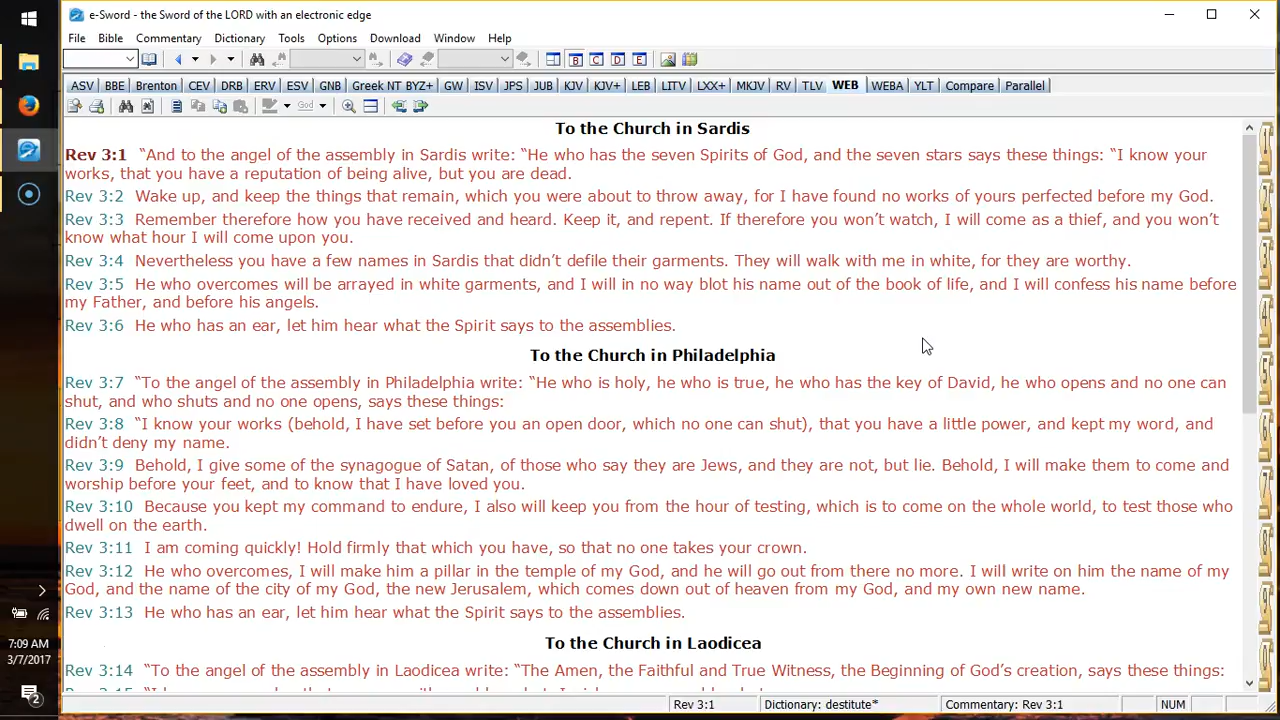 e-Sword - the Sword of the LORD with an electronic edge
File Bible Commentary Dictionary Tools Options Download Window Help
B C D E
ASV BBE Brenton CEV DRB ERV ESV GNB Greek NT BYZ+ GW ISV JPS JUB KJV KJV+ LEB LITV LXX+ MKJV RV TLV WEB WEBA YLT Compare Parallel
God
To the Church in Sardis
Rev 3:1 “And to the angel of the assembly in Sardis write: “He who has the seven Spirits of God, and the seven stars says these things: “I know your
works, that you have a reputation of being alive, but you are dead.
Rev 3:2 Wake up, and keep the things that remain, which you were about to throw away, for I have found no works of yours perfected before my God.
Rev 3:3 Remember therefore how you have received and heard. Keep it, and repent. If therefore you won’t watch, I will come as a thief, and you won’t
know what hour I will come upon you.
Rev 3:4 Nevertheless you have a few names in Sardis that didn’t defile their garments. They will walk with me in white, for they are worthy.
Rev 3:5 He who overcomes will be arrayed in white garments, and I will in no way blot his name out of the book of life, and I will confess his name before
my Father, and before his angels.
Rev 3:6 He who has an ear, let him hear what the Spirit says to the assemblies.
To the Church in Philadelphia
Rev 3:7 “To the angel of the assembly in Philadelphia write: “He who is holy, he who is true, he who has the key of David, he who opens and no one can
shut, and who shuts and no one opens, says these things:
Rev 3:8 “I know your works (behold, I have set before you an open door, which no one can shut), that you have a little power, and kept my word, and
didn’t deny my name.
Rev 3:9 Behold, I give some of the synagogue of Satan, of those who say they are Jews, and they are not, but lie. Behold, I will make them to come and
worship before your feet, and to know that I have loved you.
Rev 3:10 Because you kept my command to endure, I also will keep you from the hour of testing, which is to come on the whole world, to test those who
dwell on the earth.
Rev 3:11 I am coming quickly! Hold firmly that which you have, so that no one takes your crown.
Rev 3:12 He who overcomes, I will make him a pillar in the temple of my God, and he will go out from there no more. I will write on him the name of my
God, and the name of the city of my God, the new Jerusalem, which comes down out of heaven from my God, and my own new name.
Rev 3:13 He who has an ear, let him hear what the Spirit says to the assemblies.
To the Church in Laodicea
Rev 3:14 “To the angel of the assembly in Laodicea write: “The Amen, the Faithful and True Witness, the Beginning of God’s creation, says these things:
Rev 3:1 Dictionary: destitute* Commentary: Rev 3:1 NUM
7:09 AM
3/7/2017
2